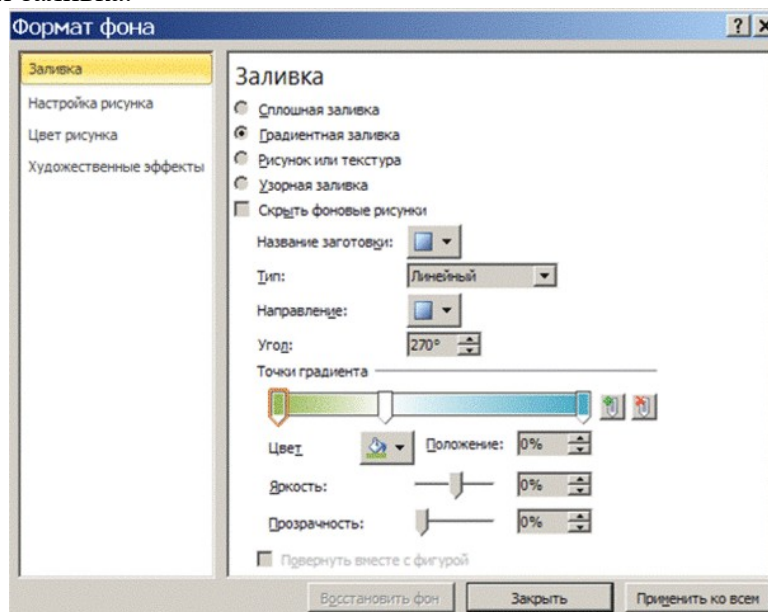 Формат фона
Заливка
Настройка рисунка
Цвет рисунка
Художественные эффекты
Заливка
Сплошная заливка
Градиентная заливка
Рисунок или текстура
Узорная заливка
Скрыть фоновые рисунки
Название заготовки:
Тип: Линейный
Направление:
Угол: 270°
Точки градиента
Цвет Положение: 0%
Яркость: 0%
Прозрачность: 0%
Повернуть вместе с фигурой
Восстановить фон Закрыть Применить ко всем